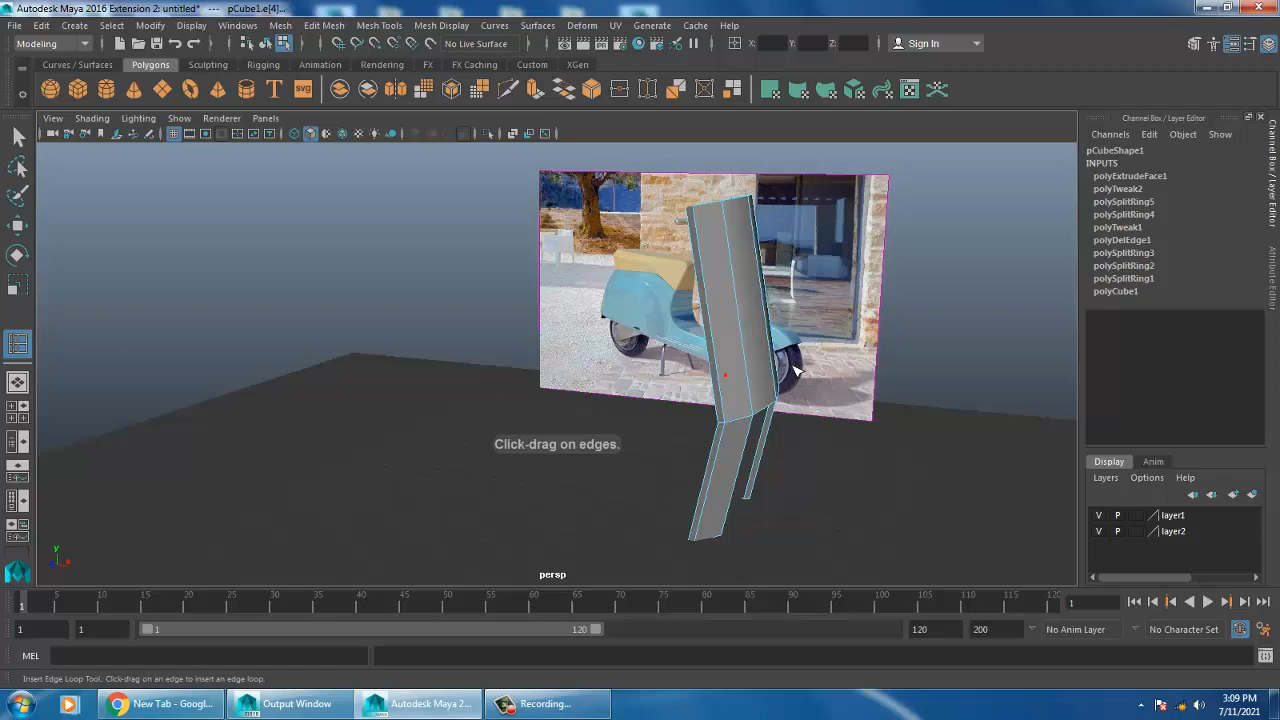 Autodesk Maya 2016 Extension 2: untitled*   ---   pCube1.e[4]...
File Edit Create Select Modify Display Windows Mesh Edit Mesh Mesh Tools Mesh Display Curves Surfaces Deform UV Generate Cache Help
Modeling No Live Surface X: Y: Z: Sign In
Curves / Surfaces Polygons Sculpting Rigging Animation Rendering FX FX Caching Custom XGen
T svg
View Shading Lighting Show Renderer Panels
Channel Box / Layer Editor
Channels Edit Object Show
pCubeShape1
INPUTS
polyExtrudeFace1
polyTweak2
polySplitRing5
polySplitRing4
polyTweak1
polyDelEdge1
polySplitRing3
polySplitRing2
polySplitRing1
polyCube1
Channel Box / Layer Editor
Attribute Editor
Click-drag on edges.
Display Anim
Layers Options Help
V P layer1
V P layer2
y
x
z
persp
1 5 10 15 20 25 30 35 40 45 50 55 60 65 70 75 80 85 90 95 100 105 110 115 120
1
1 1 1 120 120 200 No Anim Layer No Character Set
MEL
Insert Edge Loop Tool: Click-drag on an edge to insert an edge loop.
New Tab - Googl... Output Window Autodesk Maya 2... Recording...
3:09 PM
7/11/2021